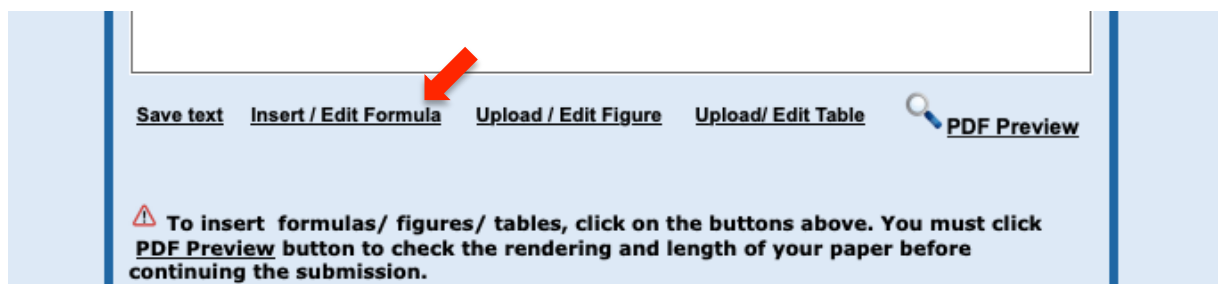 Save text Insert / Edit Formula Upload / Edit Figure Upload/ Edit Table PDF Preview
To insert formulas/ figures/ tables, click on the buttons above. You must click
PDF Preview button to check the rendering and length of your paper before
continuing the submission.